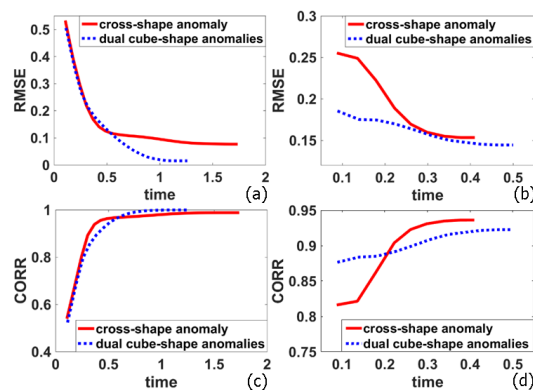 cross-shape anomaly
dual cube-shape anomalies
0.5
0.4
0.3
0.2
0.1
0
RMSE
0 0.5 1 1.5 2
time
(a)
cross-shape anomaly
dual cube-shape anomalies
0.3
0.25
0.2
0.15
0.1
RMSE
0.1 0.2 0.3 0.4 0.5
time
(b)
1
0.8
0.6
0.4
CORR
cross-shape anomaly
dual cube-shape anomalies
0 0.5 1 1.5 2
time
(c)
0.95
0.9
0.85
0.8
0.75
CORR
cross-shape anomaly
dual cube-shape anomalies
0.1 0.2 0.3 0.4 0.5
time
(d)